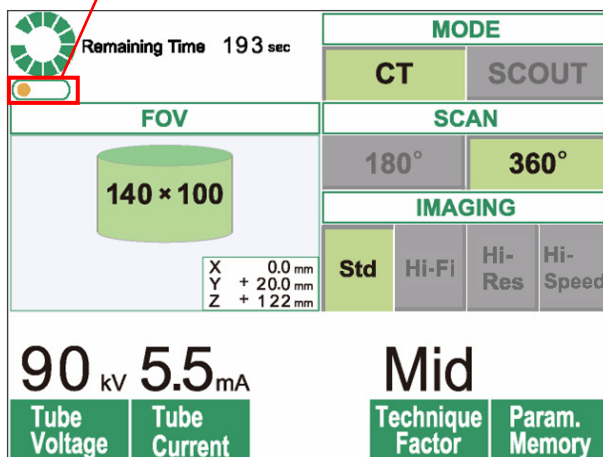 Remaining Time 193 sec
MODE
CT SCOUT
FOV
SCAN
140 × 100
180° 360°
IMAGING
Std Hi-Fi Hi-Res Hi-Speed
X 0.0 mm
Y + 20.0 mm
Z + 122 mm
90 kV 5.5 mA Mid
Tube Voltage
Tube Current
Technique Factor
Param. Memory